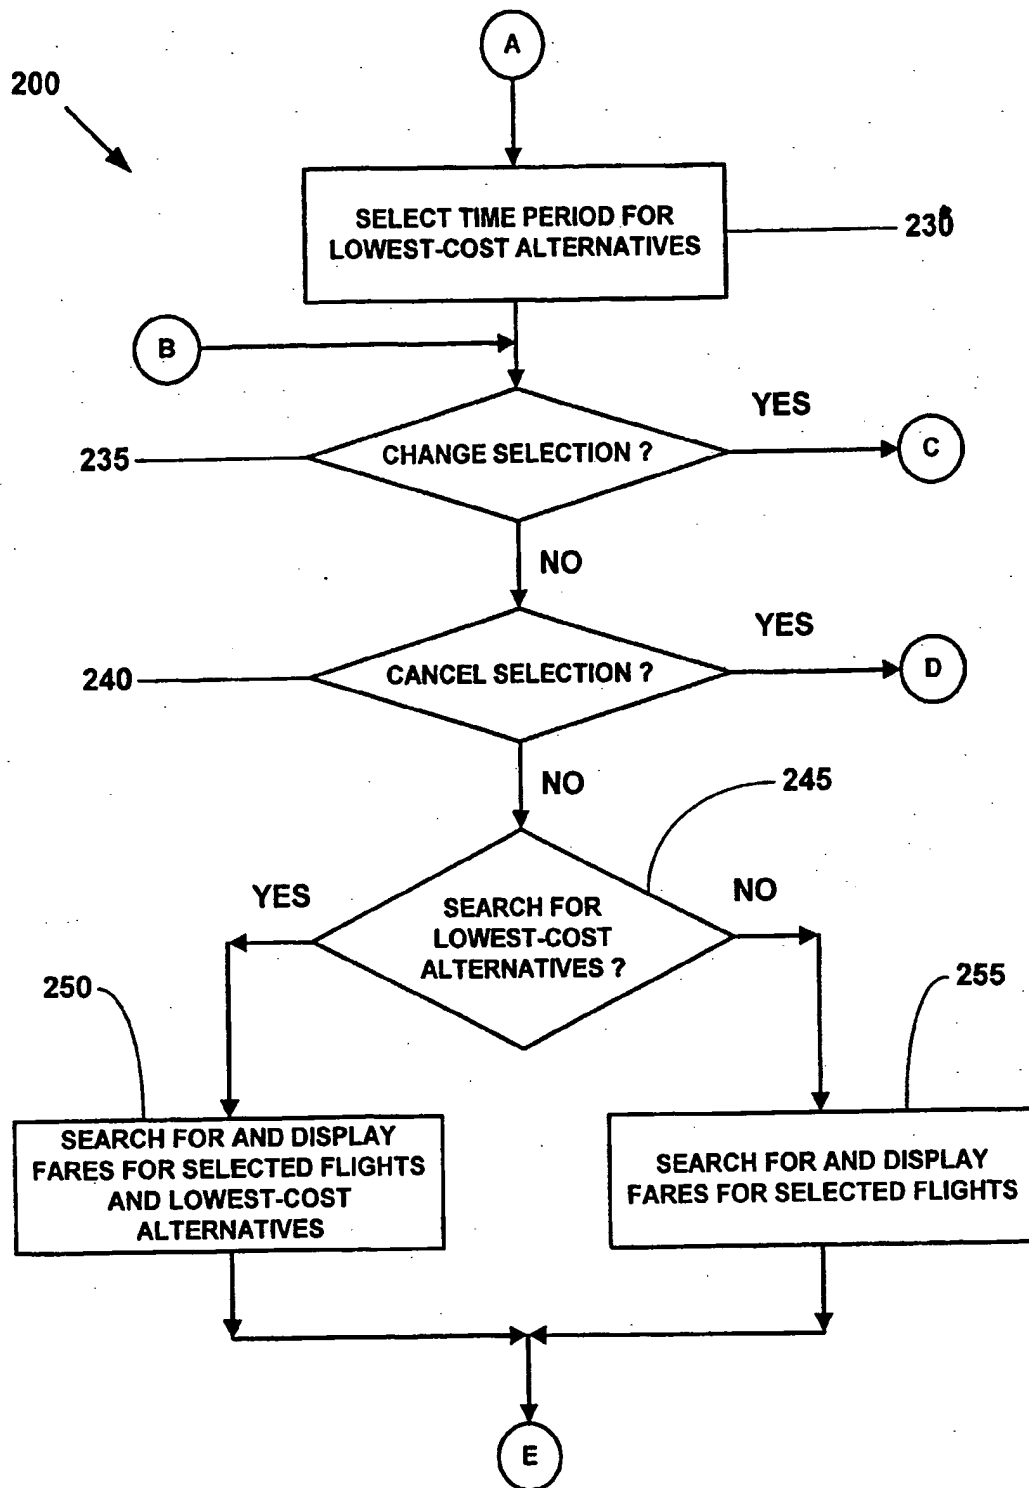 A
200
SELECT TIME PERIOD FOR
LOWEST-COST ALTERNATIVES
230
B
YES
235
CHANGE SELECTION ?
C
NO
YES
240
CANCEL SELECTION ?
D
NO
245
YES
NO
SEARCH FOR
LOWEST-COST
ALTERNATIVES ?
250
255
SEARCH FOR AND DISPLAY
FARES FOR SELECTED FLIGHTS
AND LOWEST-COST
ALTERNATIVES
SEARCH FOR AND DISPLAY
FARES FOR SELECTED FLIGHTS
E